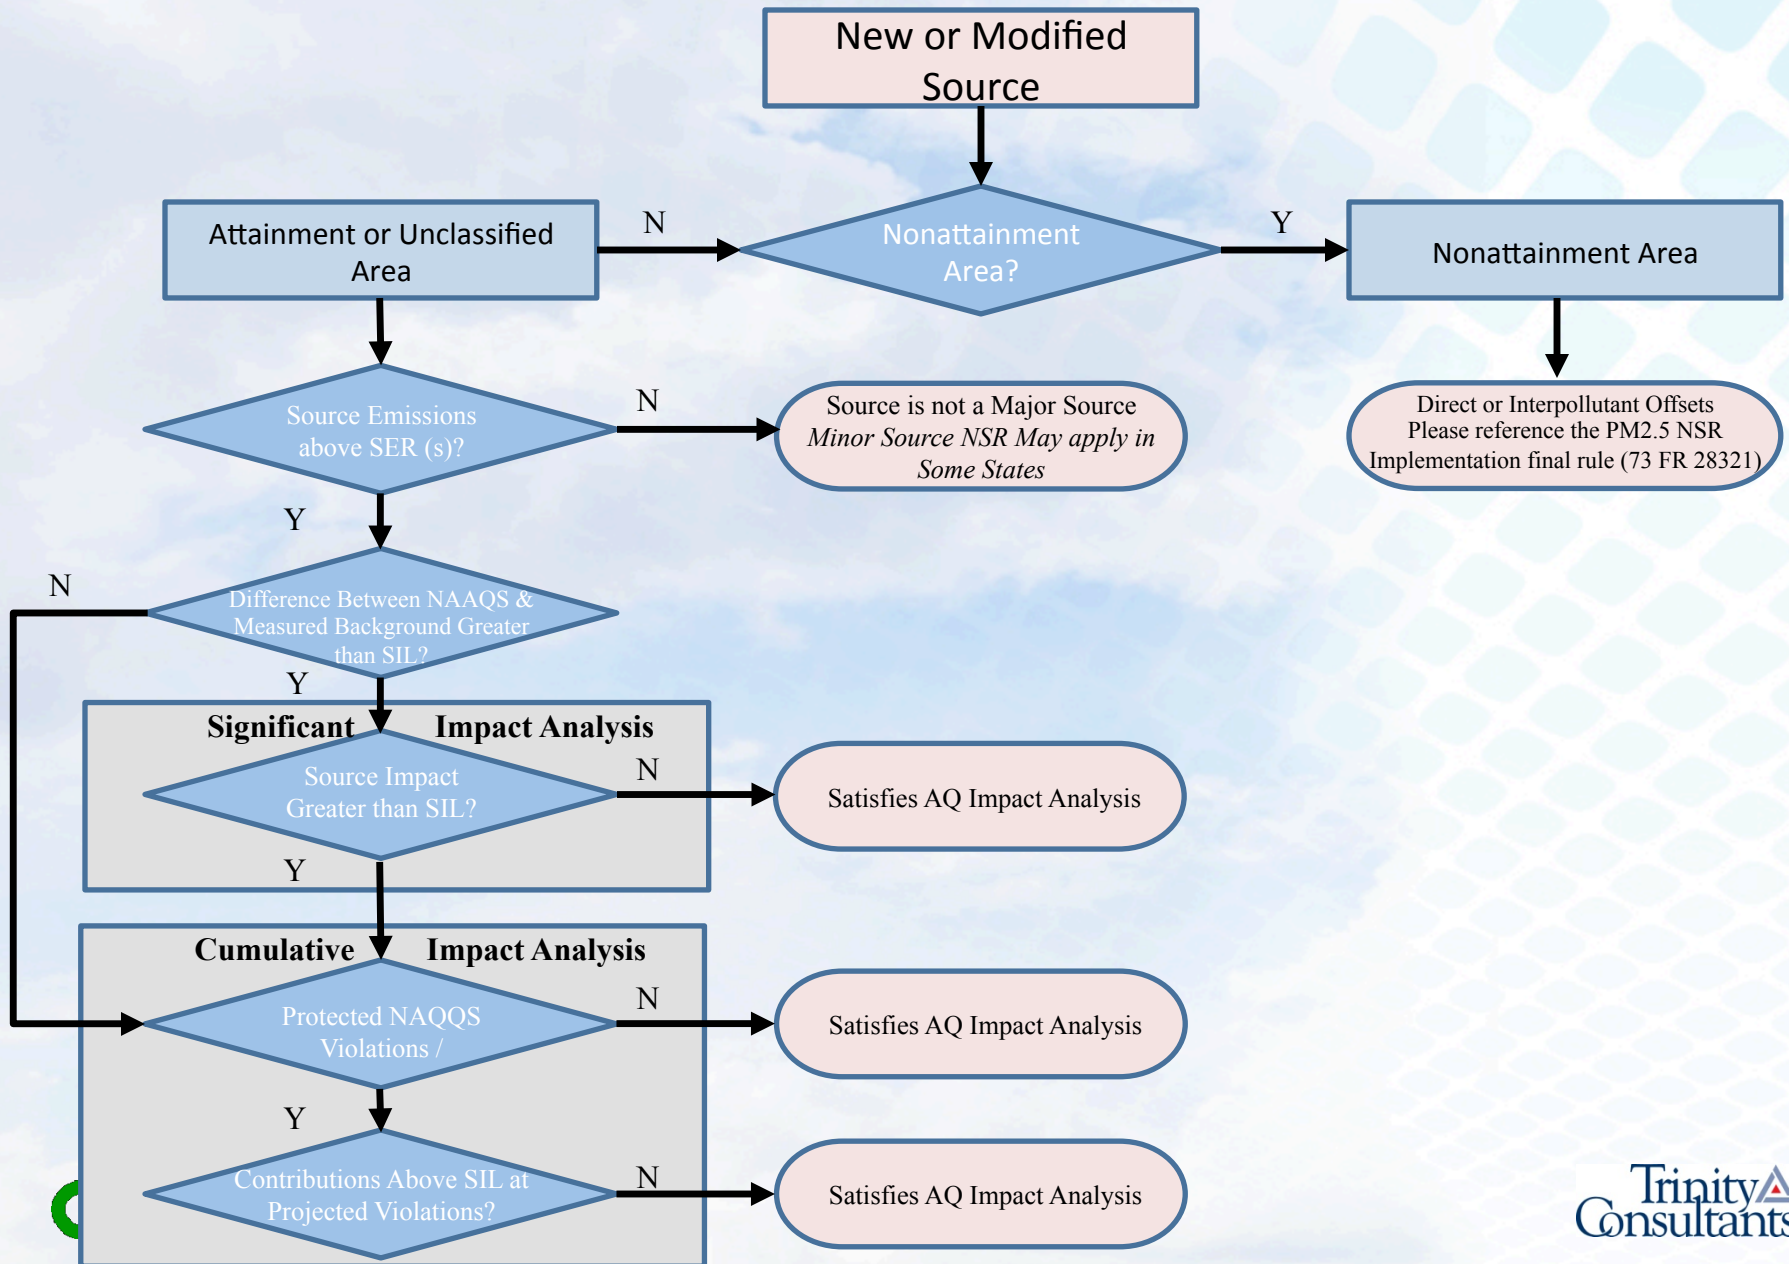 New or Modified
Source
Attainment or Unclassified
Area
N
Nonattainment
Area?
Y
Nonattainment Area
Source Emissions
above SER (s)?
N
Source is not a Major Source
Minor Source NSR May apply in
Some States
Direct or Interpollutant Offsets
Please reference the PM2.5 NSR
Implementation final rule (73 FR 28321)
Y
N
Difference Between NAAQS &
Measured Background Greater
than SIL?
Y
Significant Impact Analysis
Source Impact
Greater than SIL?
N
Satisfies AQ Impact Analysis
Y
Cumulative Impact Analysis
Protected NAQQS
Violations /
N
Satisfies AQ Impact Analysis
Y
Contributions Above SIL at
Projected Violations?
N
Satisfies AQ Impact Analysis
Trinity
Consultants